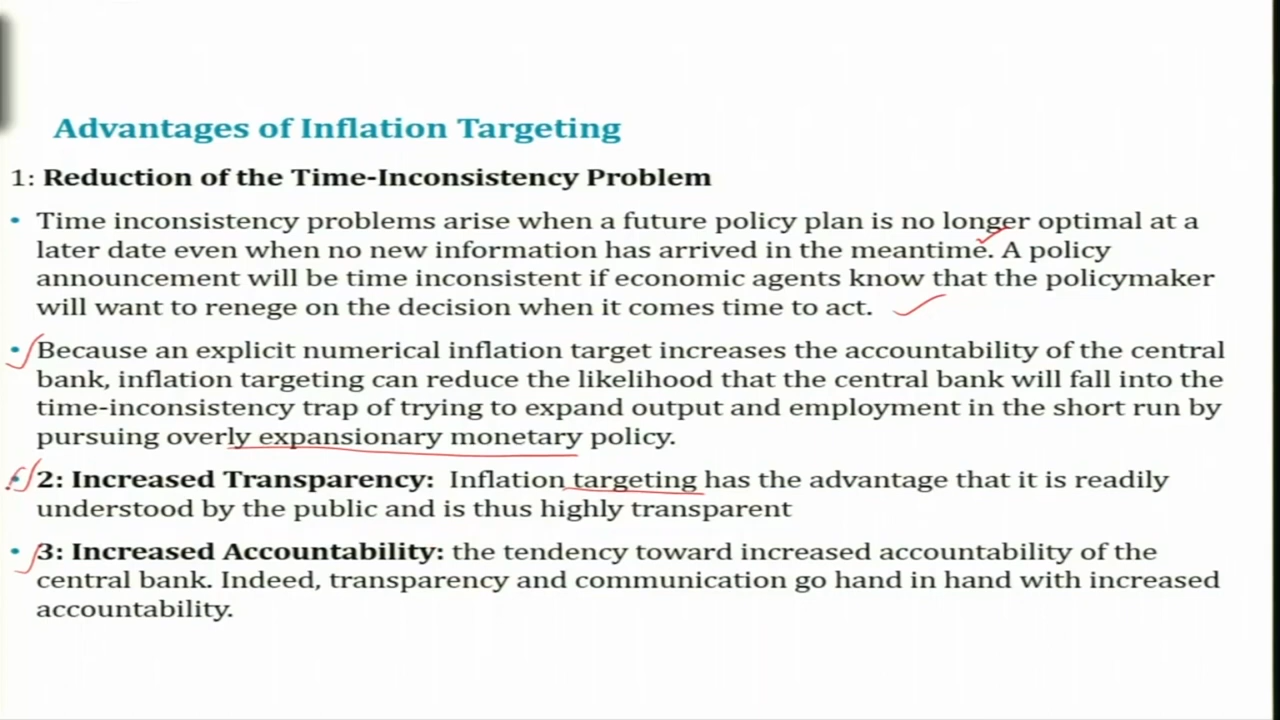 Advantages of Inflation Targeting
1: Reduction of the Time-Inconsistency Problem
• Time inconsistency problems arise when a future policy plan is no longer optimal at a
later date even when no new information has arrived in the meantime. A policy
announcement will be time inconsistent if economic agents know that the policymaker
will want to renege on the decision when it comes time to act.
• Because an explicit numerical inflation target increases the accountability of the central
bank, inflation targeting can reduce the likelihood that the central bank will fall into the
time-inconsistency trap of trying to expand output and employment in the short run by
pursuing overly expansionary monetary policy.
• 2: Increased Transparency: Inflation targeting has the advantage that it is readily
understood by the public and is thus highly transparent
• 3: Increased Accountability: the tendency toward increased accountability of the
central bank. Indeed, transparency and communication go hand in hand with increased
accountability.